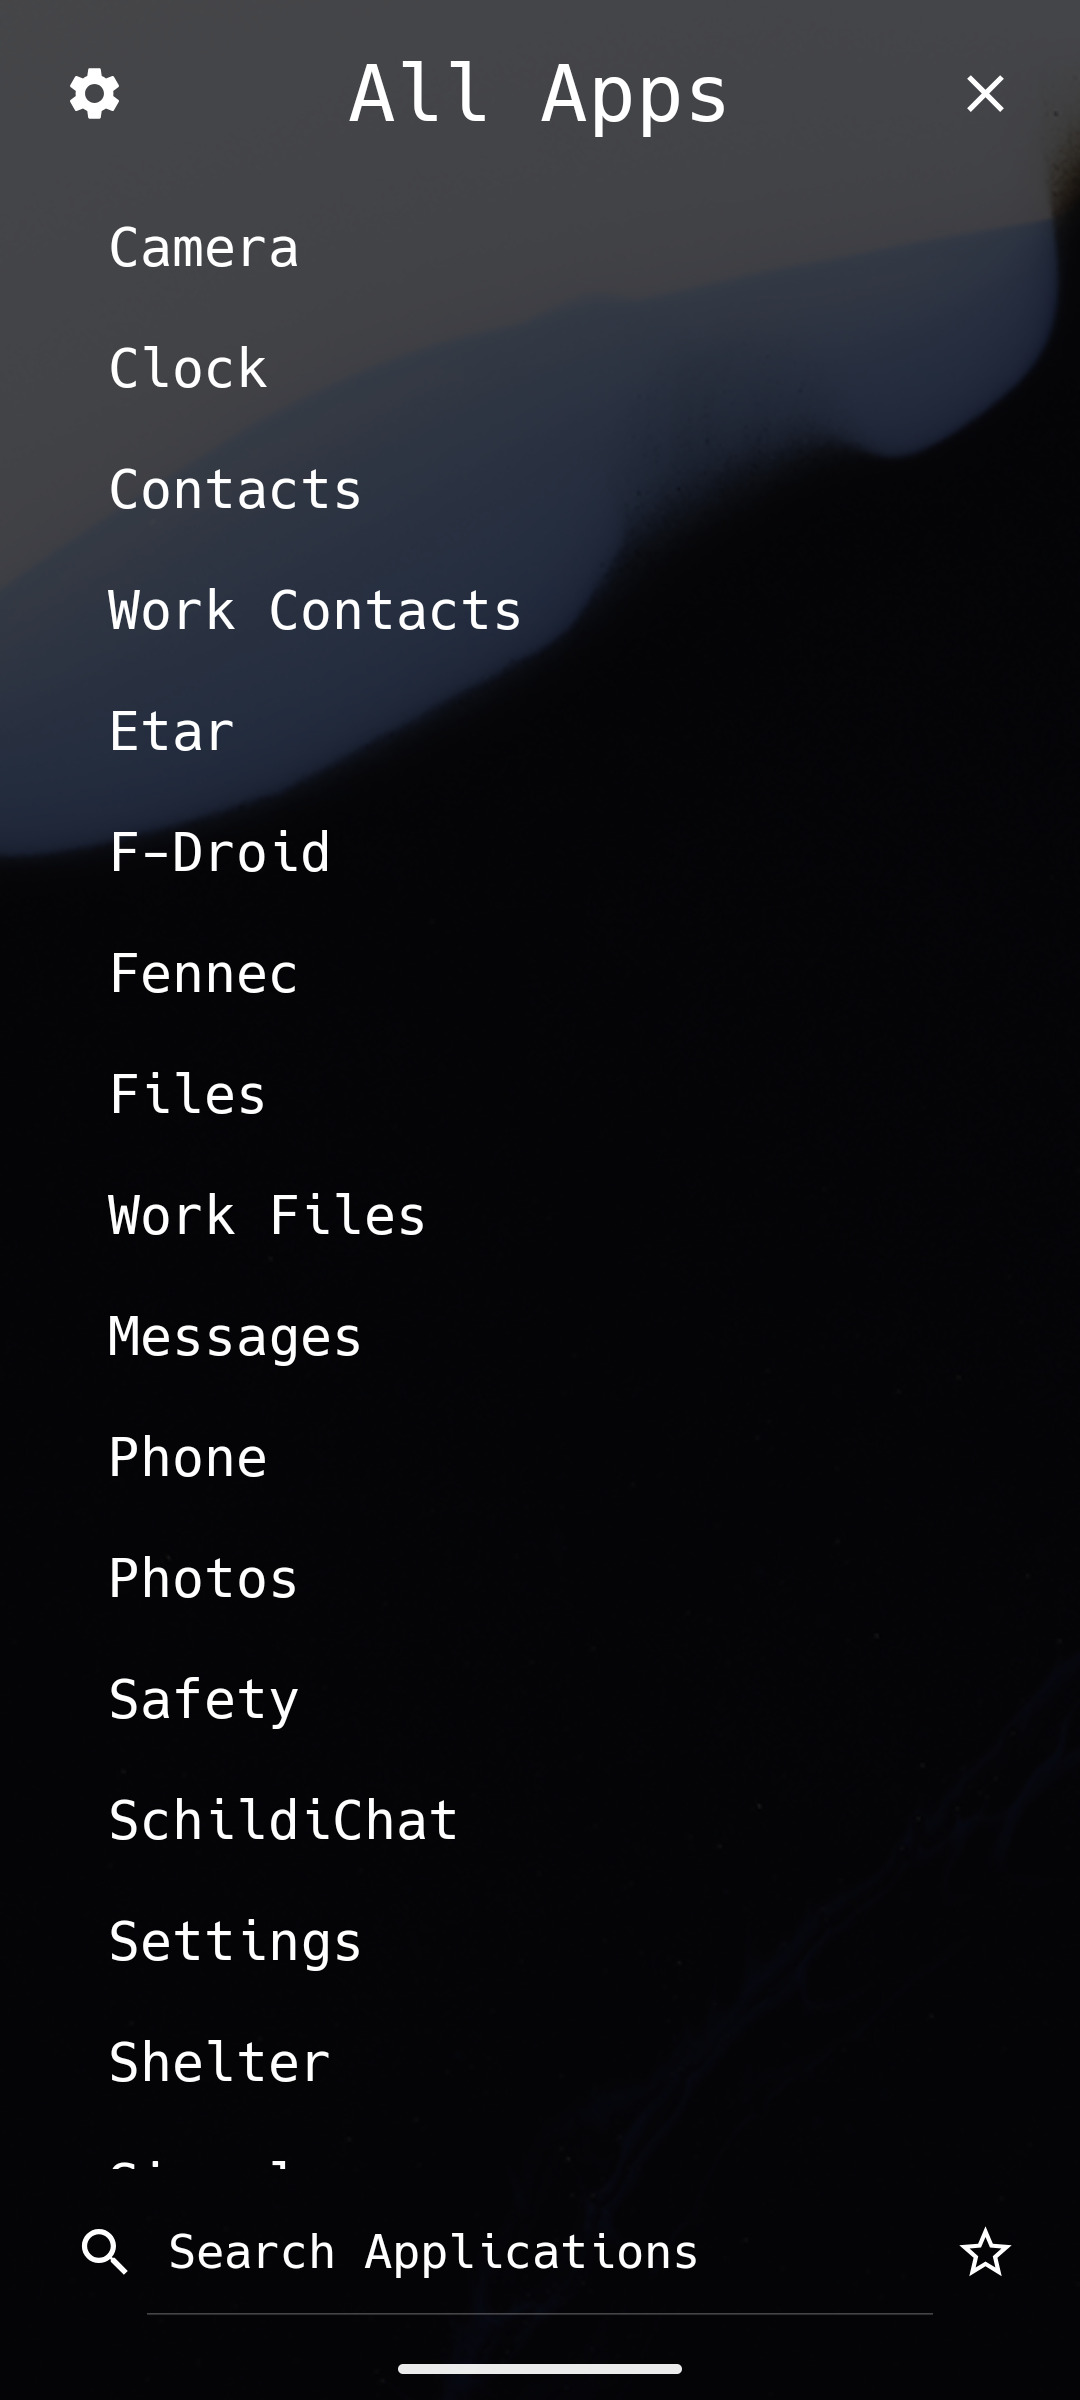 All Apps
Camera
Clock
Contacts
Work Contacts
Etar
F-Droid
Fennec
Files
Work Files
Messages
Phone
Photos
Safety
SchildiChat
Settings
Shelter
Search Applications